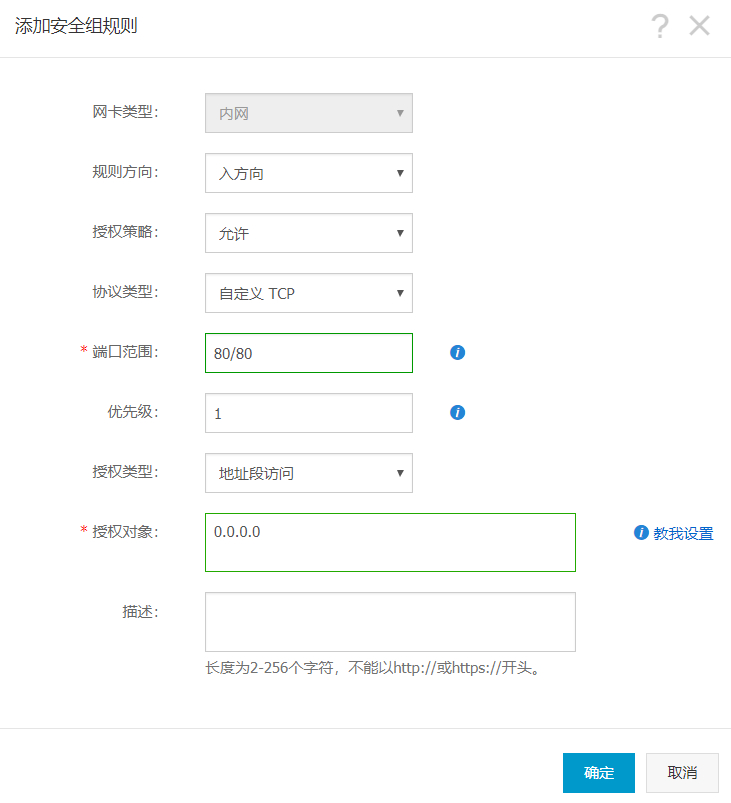 添加安全组规则
网卡类型： 内网
规则方向： 入方向
授权策略： 允许
协议类型： 自定义 TCP
* 端口范围： 80/80
优先级： 1
授权类型： 地址段访问
* 授权对象： 0.0.0.0 教我设置
描述：
长度为2-256个字符，不能以http://或https://开头。
确定 取消